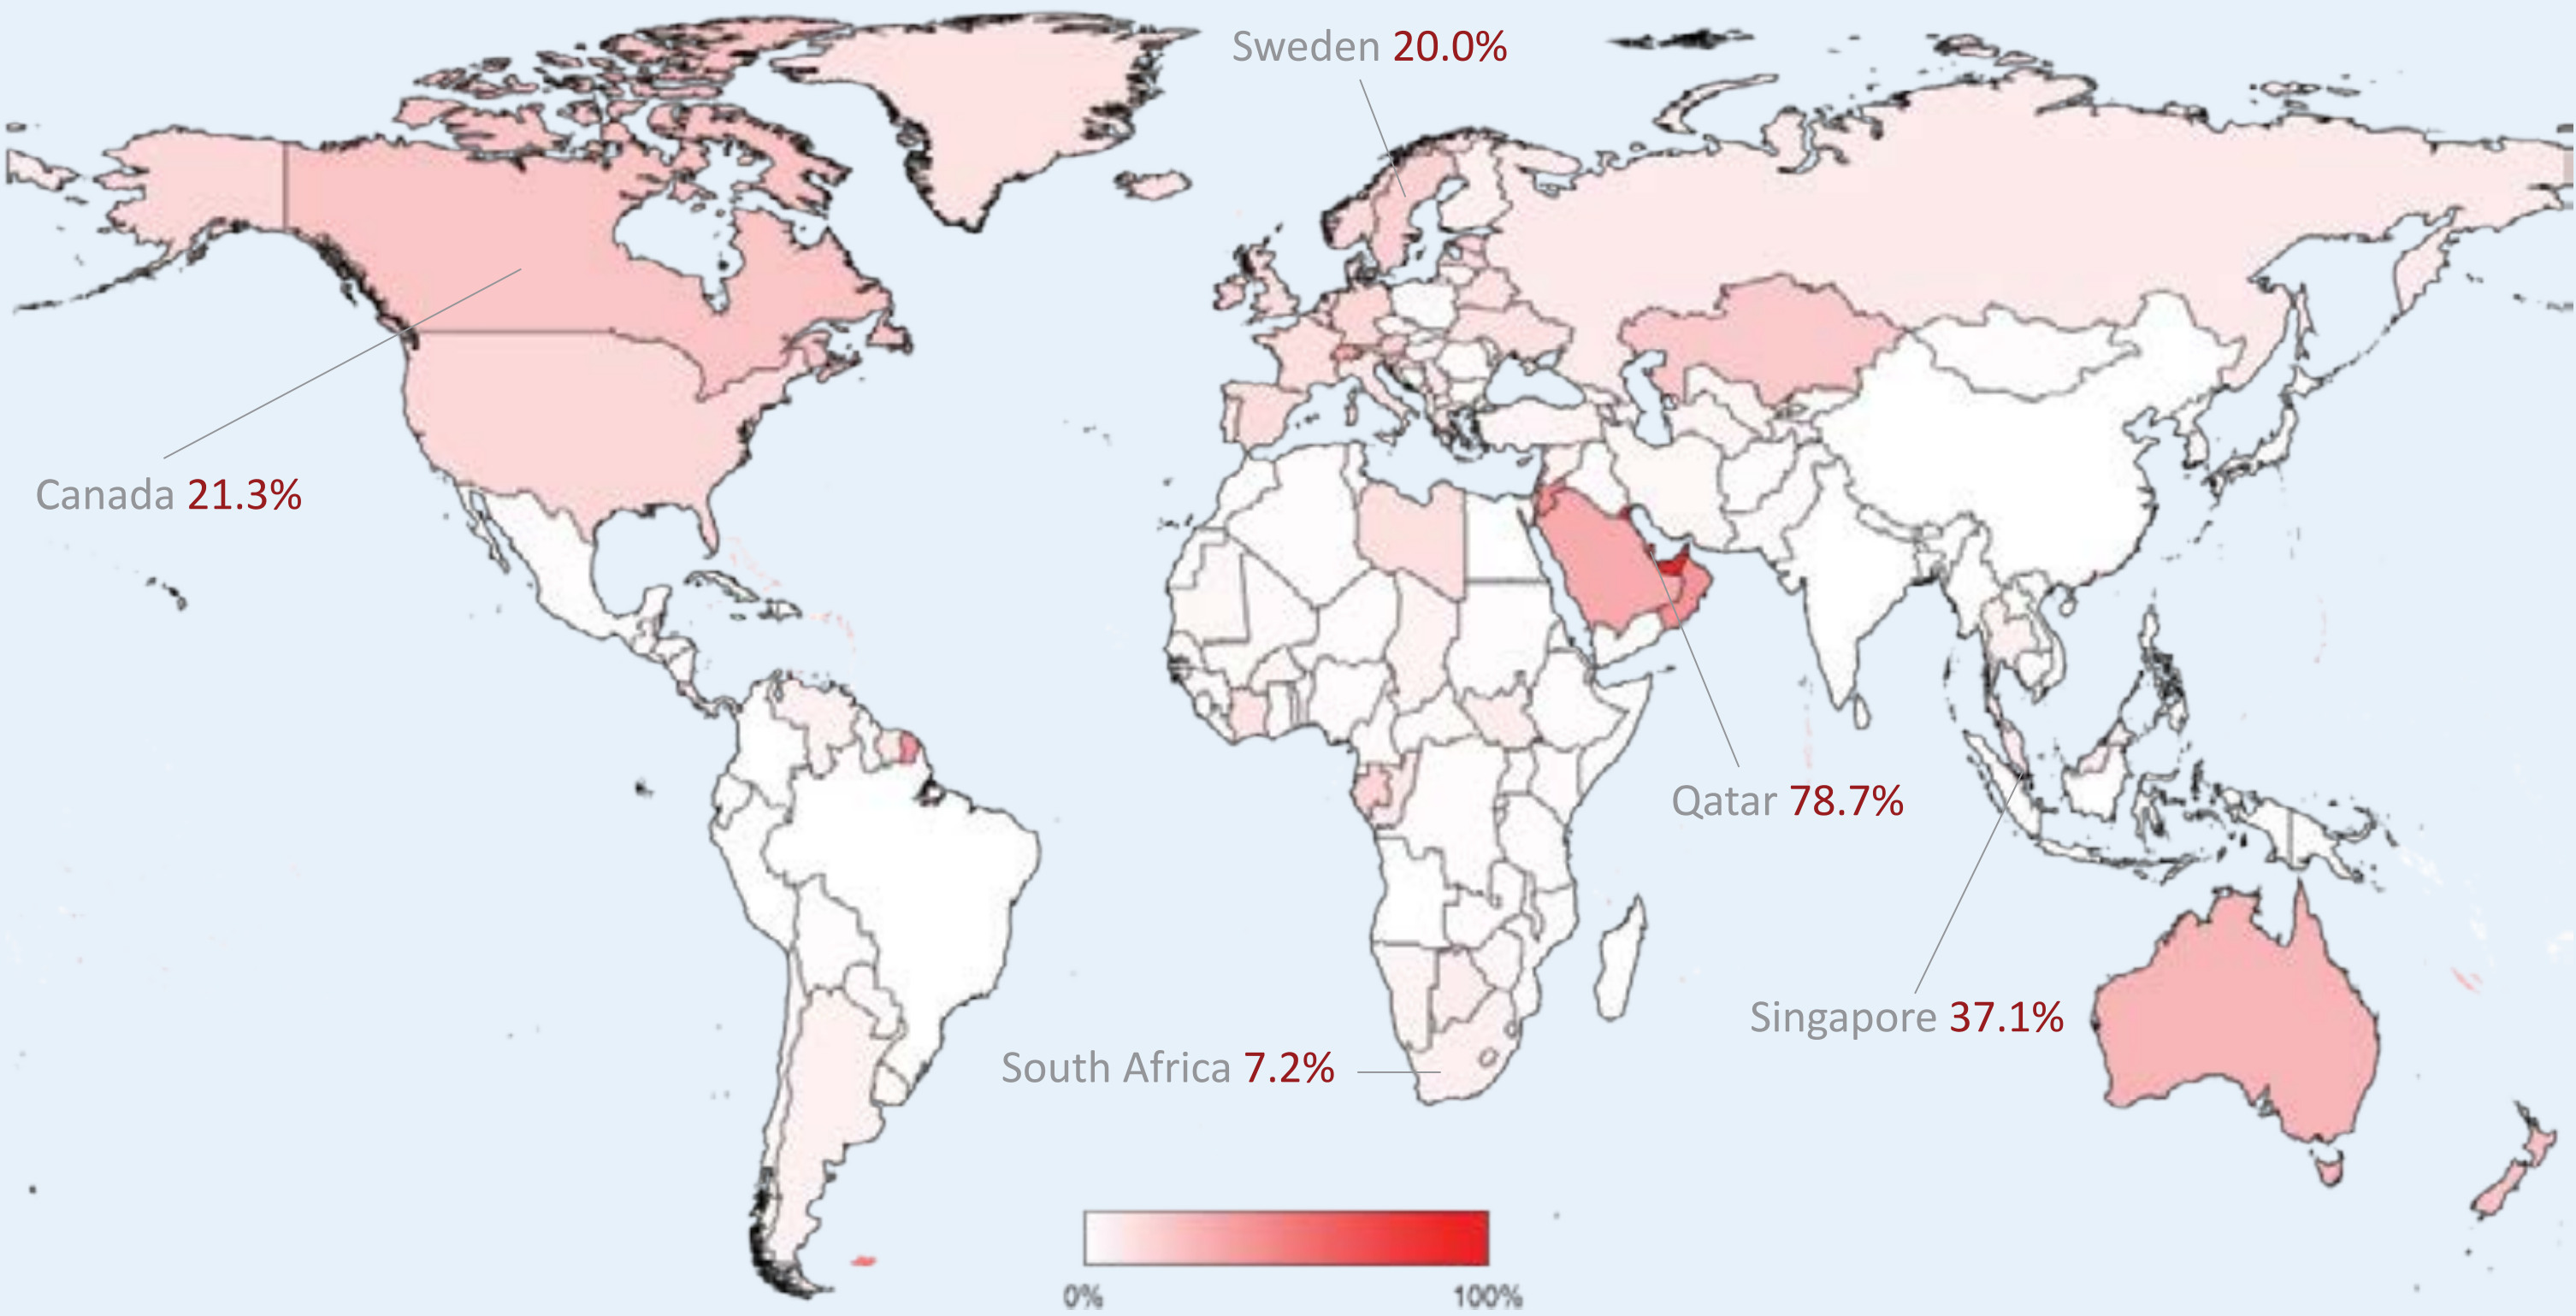 Sweden 20.0%
Canada 21.3%
Qatar 78.7%
Singapore 37.1%
South Africa 7.2%
0% 100%